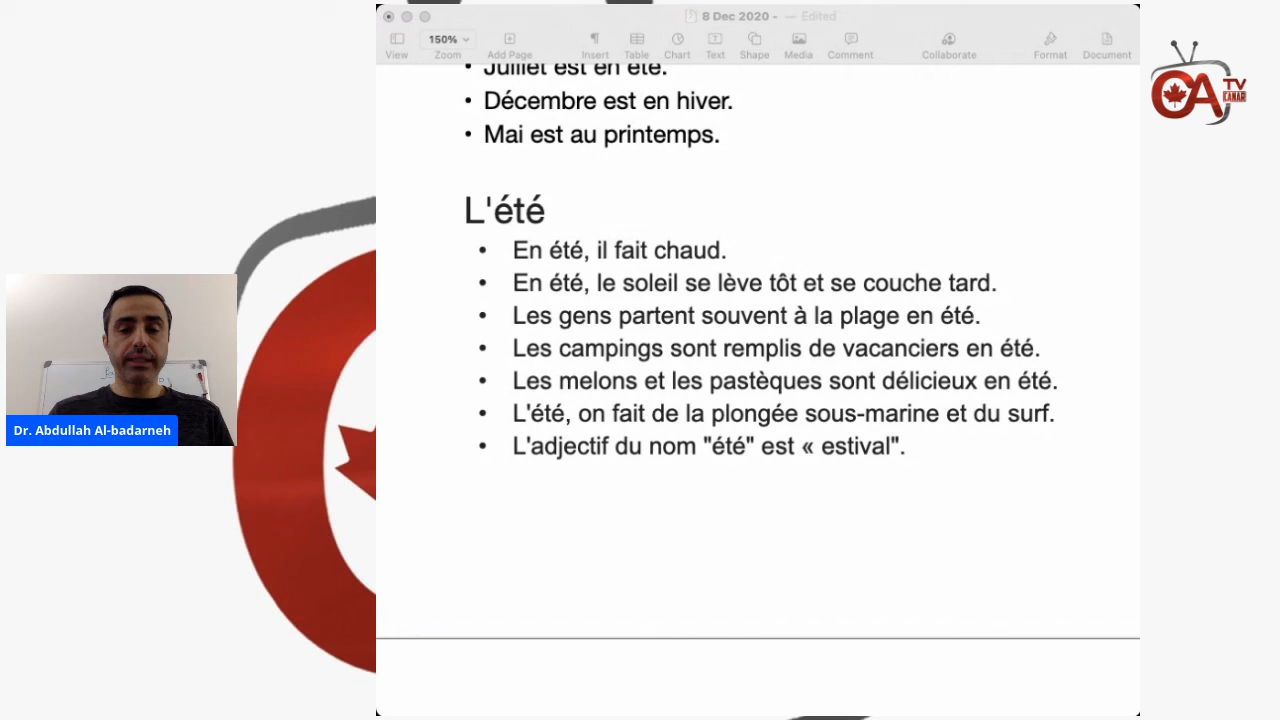 8 Dec 2020 - — Edited
150%
View Zoom Add Page Insert Table Chart Text Shape Media Comment Collaborate Format Document
• Juillet est en été.
• Décembre est en hiver.
• Mai est au printemps.
L'été
• En été, il fait chaud.
• En été, le soleil se lève tôt et se couche tard.
• Les gens partent souvent à la plage en été.
• Les campings sont remplis de vacanciers en été.
• Les melons et les pastèques sont délicieux en été.
• L'été, on fait de la plongée sous-marine et du surf.
• L'adjectif du nom "été" est « estival".
Dr. Abdullah Al-badarneh
CA TV
KANAR